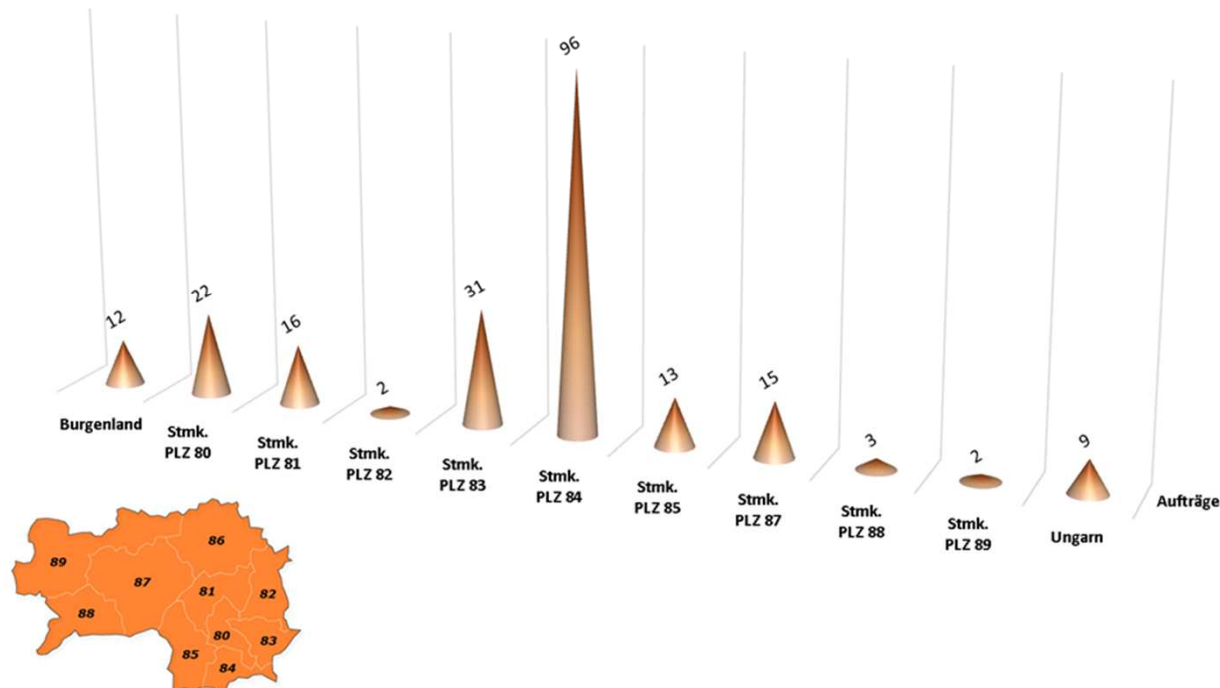 96
31
22
12
16
2
13
15
3
2
9
Burgenland
Stmk.
PLZ 80
Stmk.
PLZ 81
Stmk.
PLZ 82
Stmk.
PLZ 83
Stmk.
PLZ 84
Stmk.
PLZ 85
Stmk.
PLZ 87
Stmk.
PLZ 88
Stmk.
PLZ 89
Ungarn
Aufträge
86
89
87
81
82
88
80
83
85
84